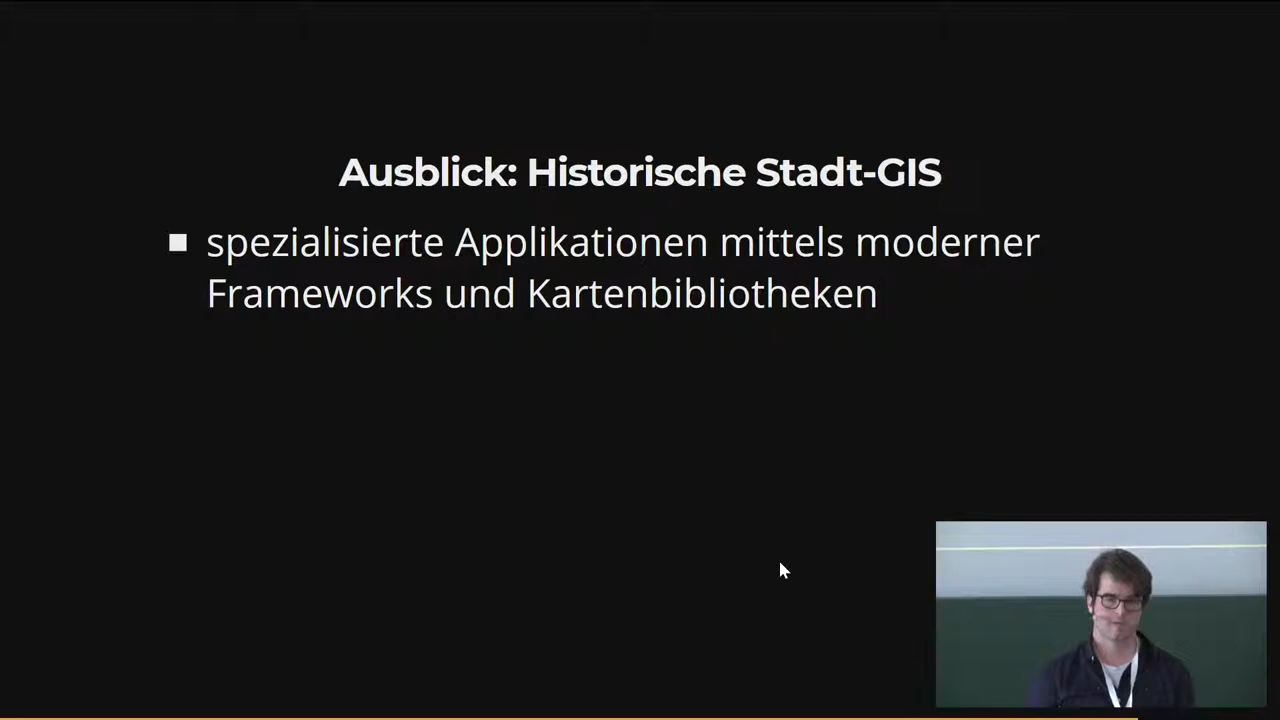 Ausblick: Historische Stadt-GIS
spezialisierte Applikationen mittels moderner
Frameworks und Kartenbibliotheken